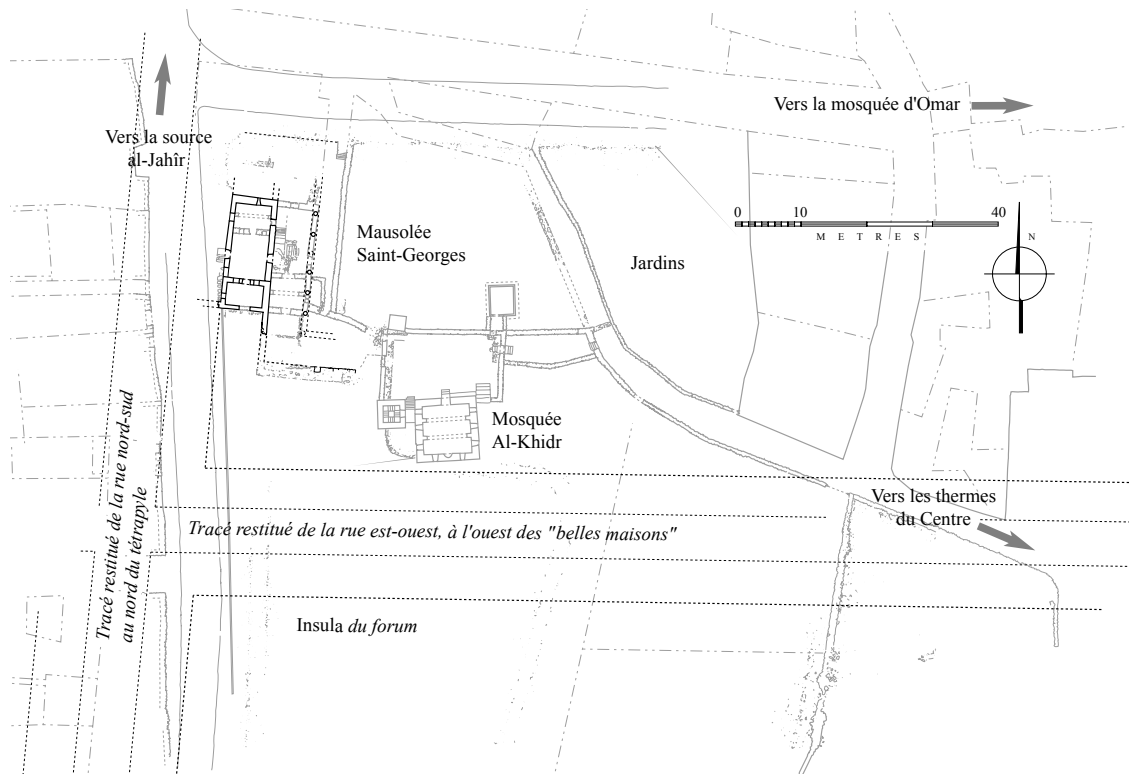 Vers la mosquée d'Omar
Vers la source
al-Jahîr
0 10 40
METRES
N
Mausolée
Saint-Georges
Jardins
Mosquée
Al-Khidr
Vers les thermes
du Centre
Tracé restitué de la rue nord-sud
au nord du tétrapyle
Tracé restitué de la rue est-ouest, à l'ouest des "belles maisons"
Insula du forum